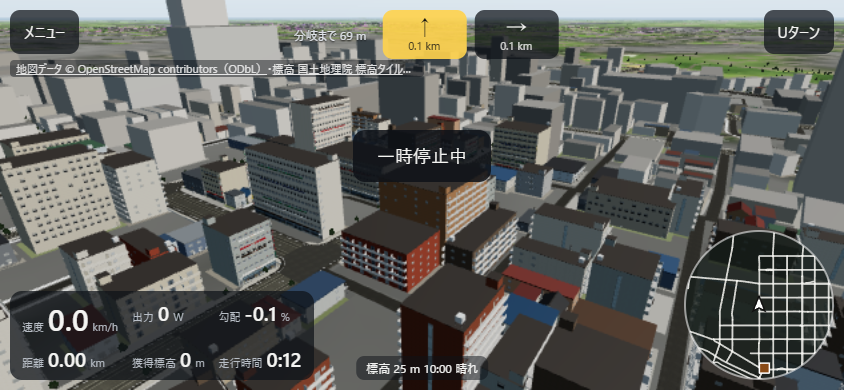 メニュー
分岐まで 69 m
↑
0.1 km
→
0.1 km
Uターン
地図データ © OpenStreetMap contributors（ODbL）・標高 国土地理院 標高タイル...
一時停止中
速度 0.0 km/h
出力 0 W
勾配 -0.1 %
距離 0.00 km
獲得標高 0 m
走行時間 0:12
標高 25 m 10:00 晴れ